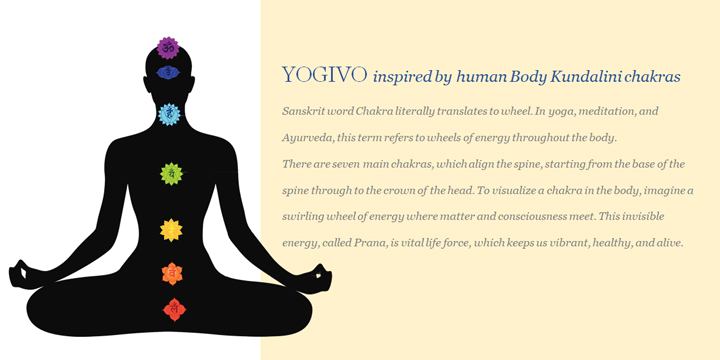 ॐ
YOGIVO inspired by human Body Kundalini chakras
Sanskrit word Chakra literally translates to wheel. In yoga, meditation, and
Ayurveda, this term refers to wheels of energy throughout the body.
There are seven main chakras, which align the spine, starting from the base of the
spine through to the crown of the head. To visualize a chakra in the body, imagine a
swirling wheel of energy where matter and consciousness meet. This invisible
energy, called Prana, is vital life force, which keeps us vibrant, healthy, and alive.